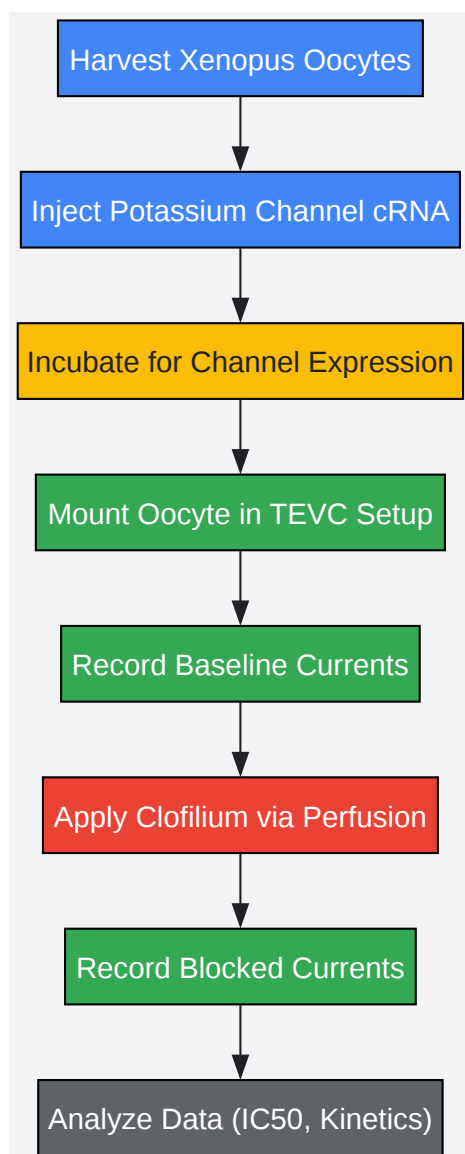 Harvest Xenopus Oocytes
Inject Potassium Channel cRNA
Incubate for Channel Expression
Mount Oocyte in TEVC Setup
Record Baseline Currents
Apply Clofilium via Perfusion
Record Blocked Currents
Analyze Data (IC50, Kinetics)